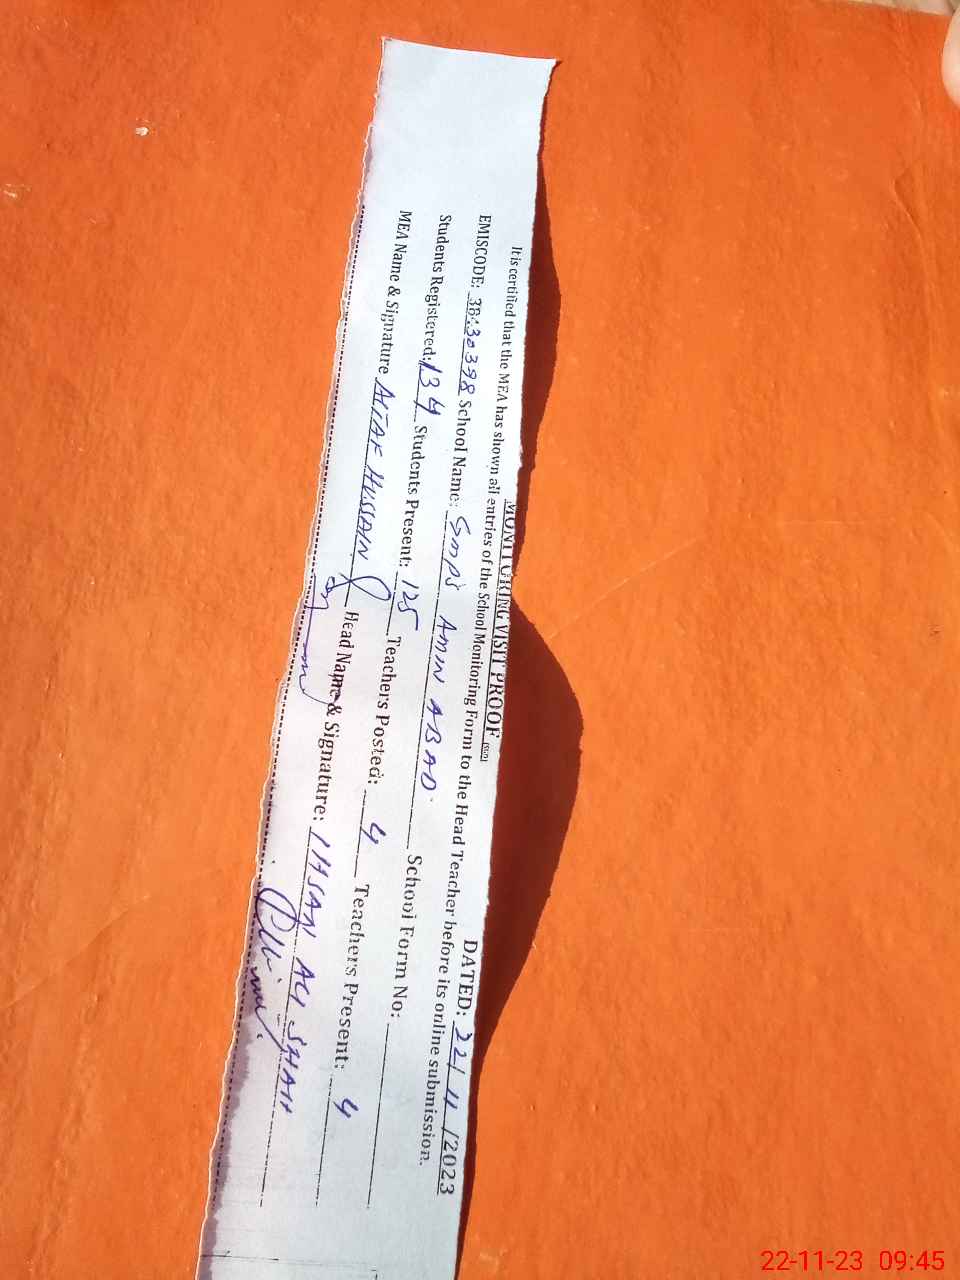 MONITORING VISIT PROOF
DATED: 22/11/2023
It is certified that the MEA has shown all entries of the School Monitoring Form to the Head Teacher before its online submission.
EMISCODE: 38430398 School Name: GMPS AMIN ABAD School Form No:
Students Registered: 134 Students Present: 125 Teachers Posted: 4 Teachers Present: 4
MEA Name & Signature ALTAF HUSSAIN Head Name & Signature: IHSAN ALI SHAH
22-11-23 09:45